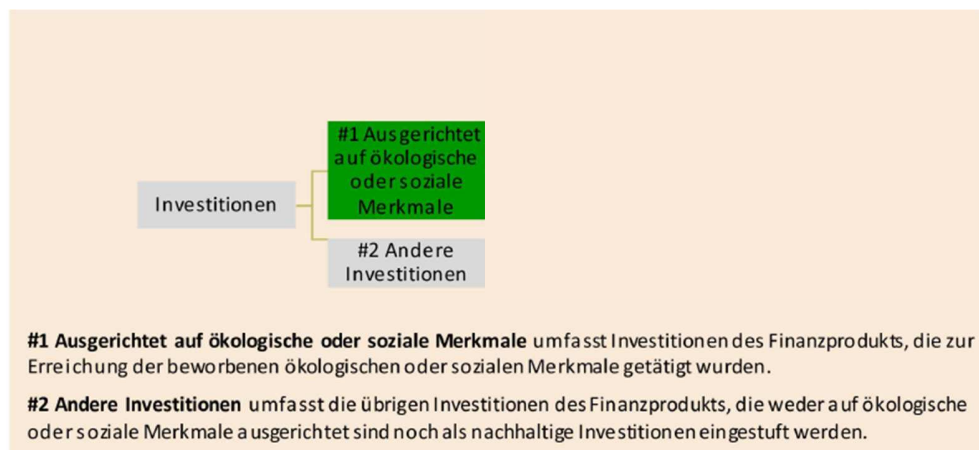 #1 Ausgerichtet
auf ökologische
oder soziale
Merkmale
Investitionen
#2 Andere
Investitionen
#1 Ausgerichtet auf ökologische oder soziale Merkmale umfasst Investitionen des Finanzprodukts, die zur
Erreichung der beworbenen ökologischen oder sozialen Merkmale getätigt wurden.
#2 Andere Investitionen umfasst die übrigen Investitionen des Finanzprodukts, die weder auf ökologische
oder soziale Merkmale ausgerichtet sind noch als nachhaltige Investitionen eingestuft werden.